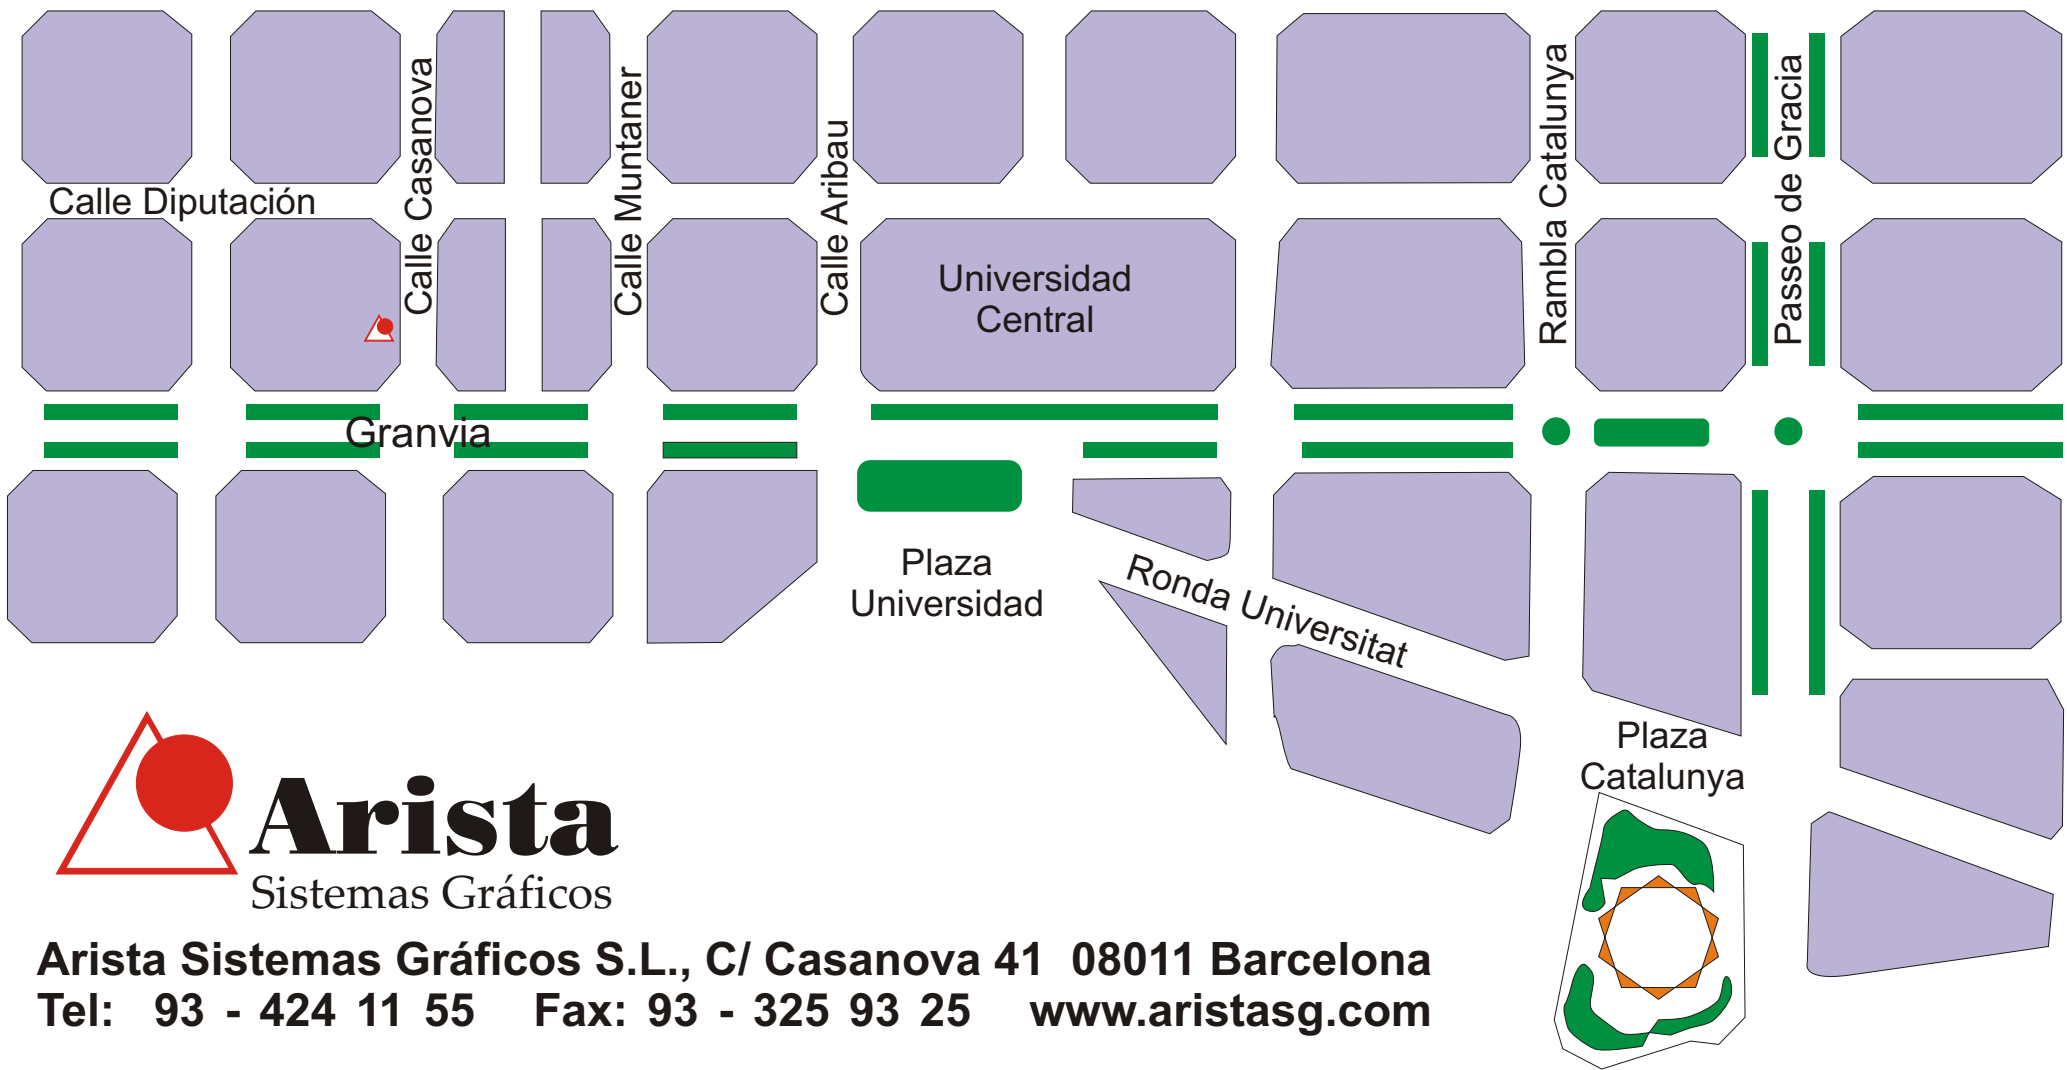 Calle Diputación
Calle Casanova
Calle Muntaner
Calle Aribau
Rambla Catalunya
Passeo de Gracia
Universidad
Central
Granvia
Plaza
Universidad
Ronda Universitat
Plaza
Catalunya
Arista
Sistemas Gráficos
Arista Sistemas Gráficos S.L., C/ Casanova 41 08011 Barcelona
Tel: 93 - 424 11 55 Fax: 93 - 325 93 25 www.aristasg.com